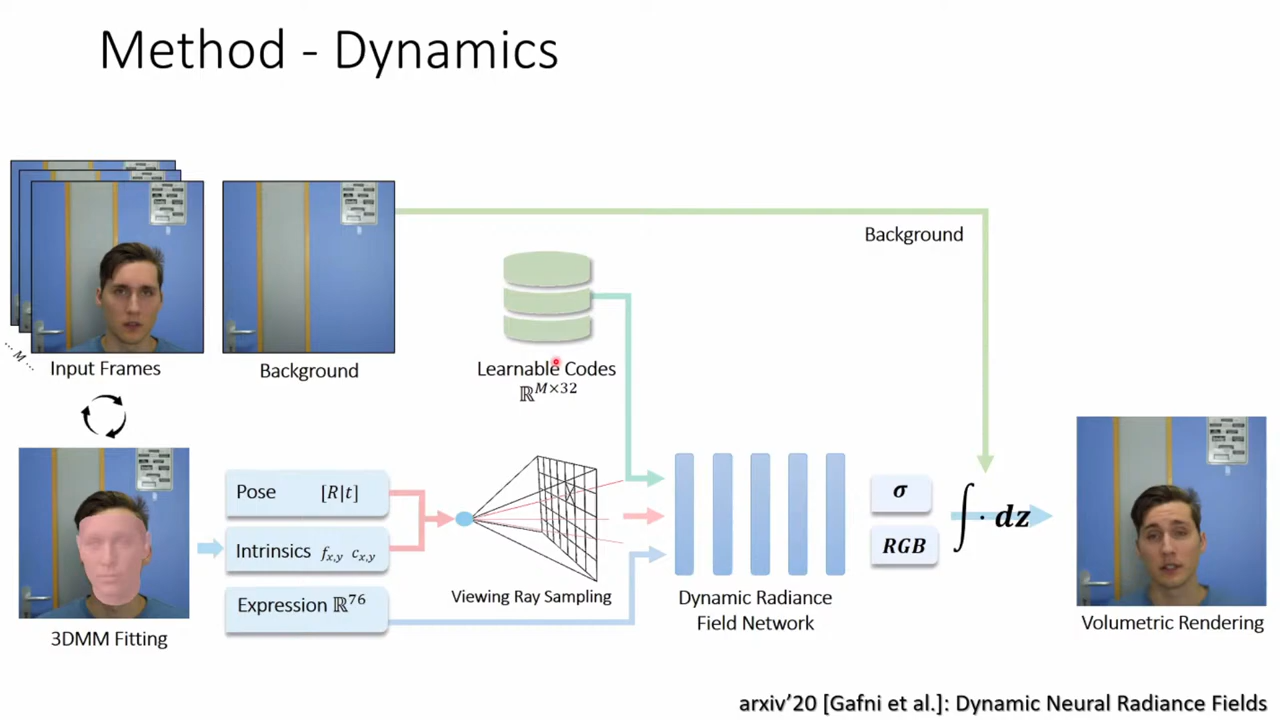 Method - Dynamics
Background
Learnable Codes
ℝ^{M×32}
... M ...
Input Frames
Background
Pose [R|t]
Intrinsics f_{x,y} c_{x,y}
Expression ℝ^{76}
3DMM Fitting
Viewing Ray Sampling
Dynamic Radiance
Field Network
σ
RGB
∫ · dz
Volumetric Rendering
arxiv’20 [Gafni et al.]: Dynamic Neural Radiance Fields